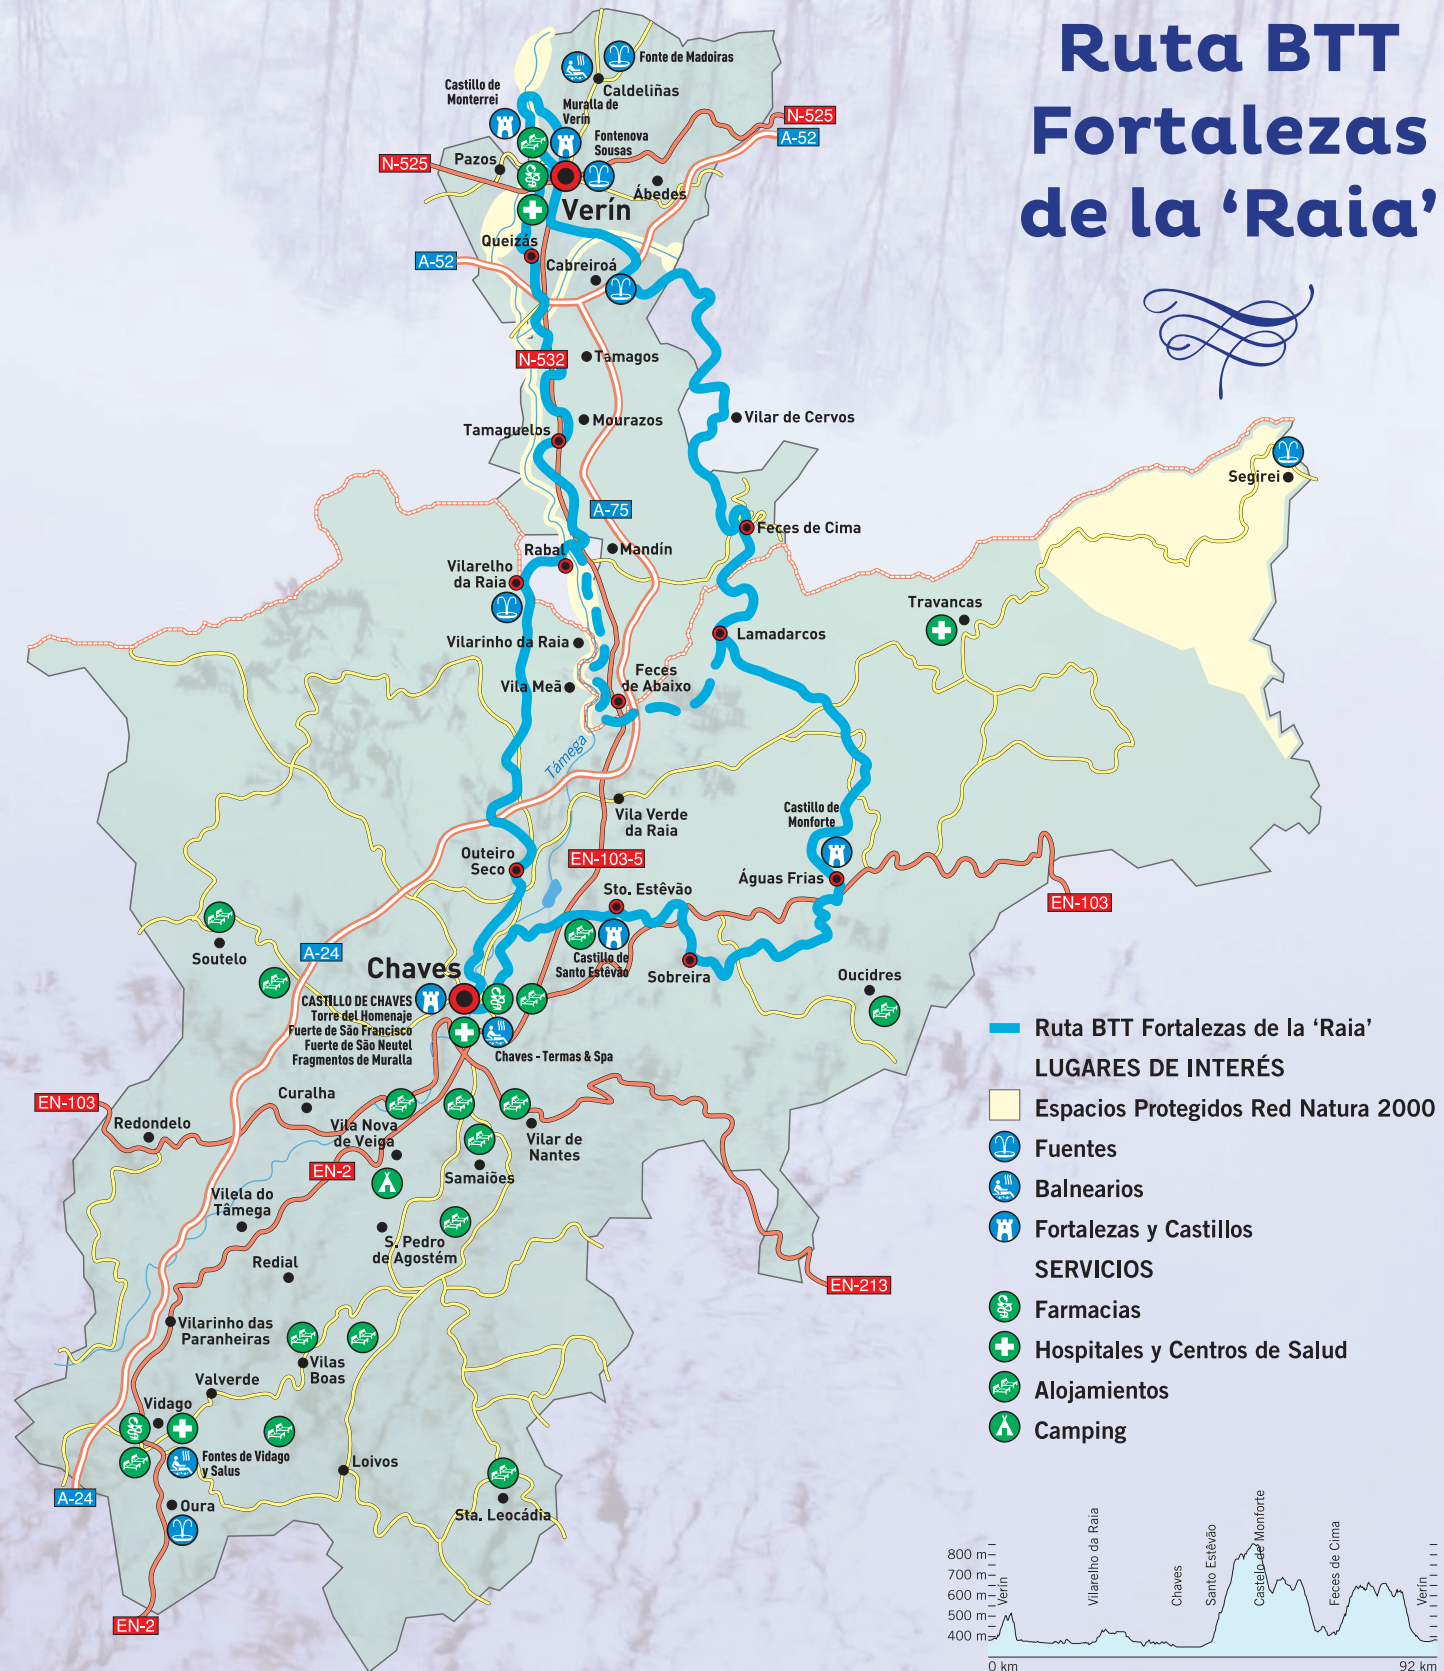 Ruta BTT
Fortalezas
de la ‘Raia’
Fonte de Madoiras
Caldeliñas
Castillo de
Monterrei
Muralla de
Verín
Fontenova
Sousas
N-525
A-52
N-525
Pazos
Ábedes
Verín
Queizás
A-52
Cabreiroá
N-532
Tamagos
Mourazos
Vilar de Cervos
Tamaguelos
Segirei
A-75
Feces de Cima
Rabal
Mandín
Vilarelho
da Raia
Travancas
Lamadarcos
Vilarinho da Raia
Vila Meã
Feces
de Abaixo
Támega
Vila Verde
da Raia
Castillo de
Monforte
Outeiro
Seco
EN-103-5
Águas Frias
Sto. Estêvão
EN-103
Soutelo
A-24
Castillo de
Santo Estêvão
Sobreira
Oucidres
Chaves
CASTILLO DE CHAVES
Torre del Homenaje
Fuerte de São Francisco
Fuerte de São Neutel
Fragmentos de Muralla
Chaves - Termas & Spa
EN-103
Curalha
Redondelo
Vila Nova
de Veiga
Vilar de
Nantes
EN-2
Samaiões
Vilela do
Tâmega
S. Pedro
de Agostém
Redial
EN-213
Vilarinho das
Paranheiras
Vilas
Boas
Valverde
Vidago
Fontes de Vidago
y Salus
Loivos
A-24
Oura
Sta. Leocádia
EN-2
Ruta BTT Fortalezas de la ‘Raia’
LUGARES DE INTERÉS
Espacios Protegidos Red Natura 2000
Fuentes
Balnearios
Fortalezas y Castillos
SERVICIOS
Farmacias
Hospitales y Centros de Salud
Alojamientos
Camping
800 m
700 m
600 m
500 m
400 m
Verín
Vilarelho da Raia
Chaves
Santo Estêvão
Castelo de Monforte
Feces de Cima
Verín
0 km
92 km